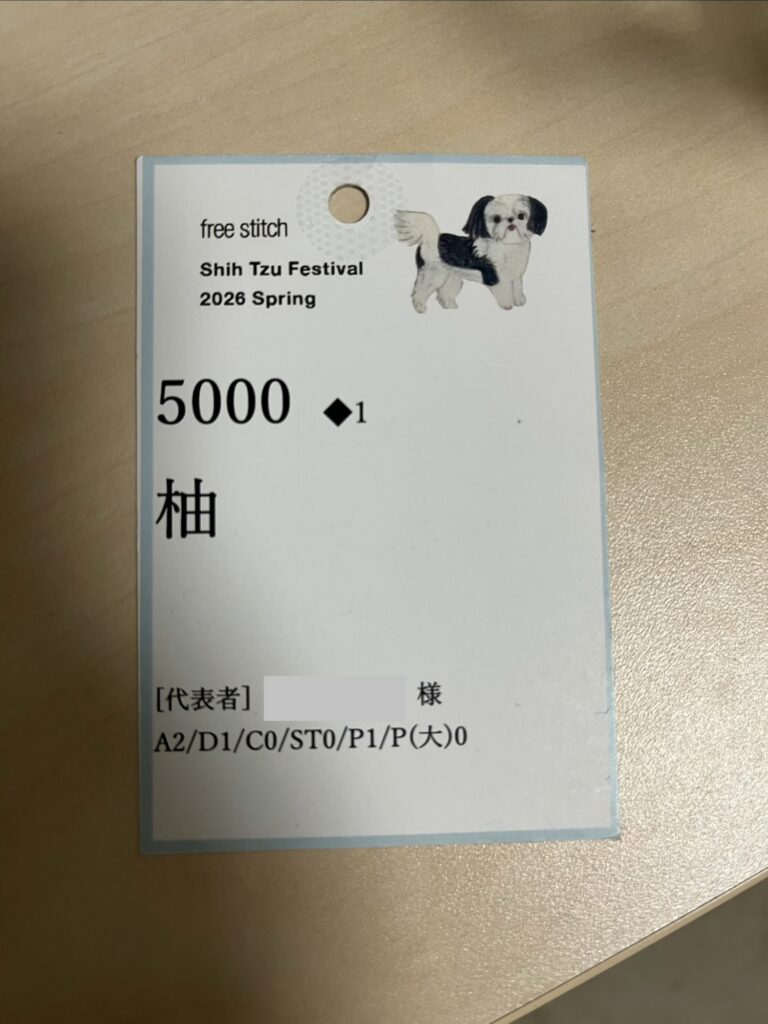 free stitch
Shih Tzu Festival
2026 Spring
5000 ◆1
柚
[代表者] 様
A2/D1/C0/ST0/P1/P(大)0